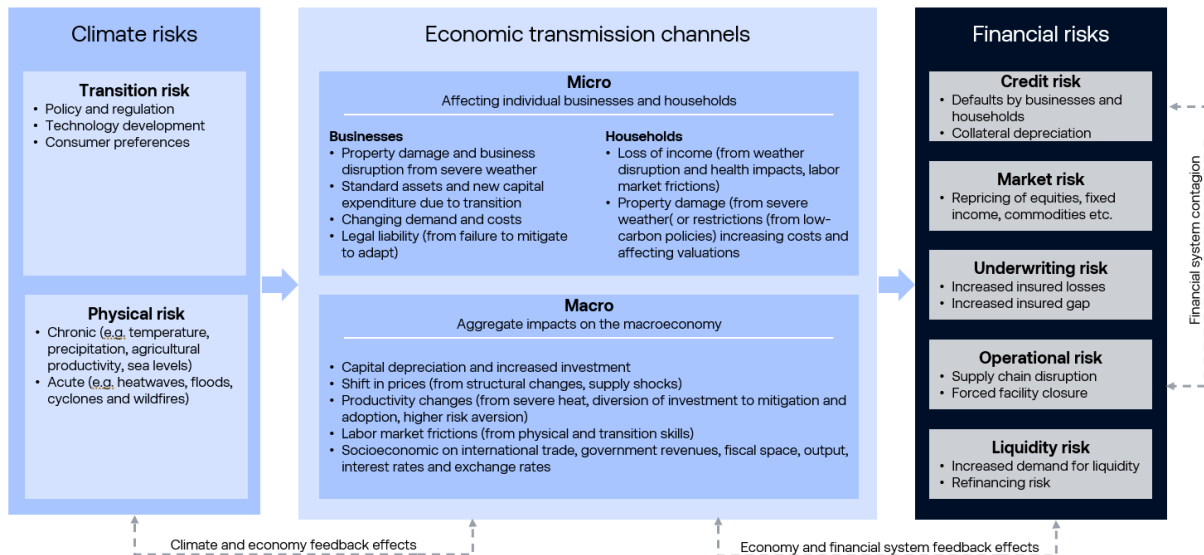 Climate risks
Transition risk
• Policy and regulation
• Technology development
• Consumer preferences
Physical risk
• Chronic (e.g. temperature,
precipitation, agricultural
productivity, sea levels)
• Acute (e.g. heatwaves, floods,
cyclones and wildfires)
Economic transmission channels
Micro
Affecting individual businesses and households
Businesses
• Property damage and business
disruption from severe weather
• Standard assets and new capital
expenditure due to transition
• Changing demand and costs
• Legal liability (from failure to mitigate
to adapt)
Households
• Loss of income (from weather
disruption and health impacts, labor
market frictions)
• Property damage (from severe
weather( or restrictions (from low-
carbon policies) increasing costs and
affecting valuations
Macro
Aggregate impacts on the macroeconomy
• Capital depreciation and increased investment
• Shift in prices (from structural changes, supply shocks)
• Productivity changes (from severe heat, diversion of investment to mitigation and
adoption, higher risk aversion)
• Labor market frictions (from physical and transition skills)
• Socioeconomic on international trade, government revenues, fiscal space, output,
interest rates and exchange rates
Financial risks
Credit risk
• Defaults by businesses and
households
• Collateral depreciation
Market risk
• Repricing of equities, fixed
income, commodities etc.
Underwriting risk
• Increased insured losses
• Increased insured gap
Operational risk
• Supply chain disruption
• Forced facility closure
Liquidity risk
• Increased demand for liquidity
• Refinancing risk
Financial system contagion
Climate and economy feedback effects
Economy and financial system feedback effects